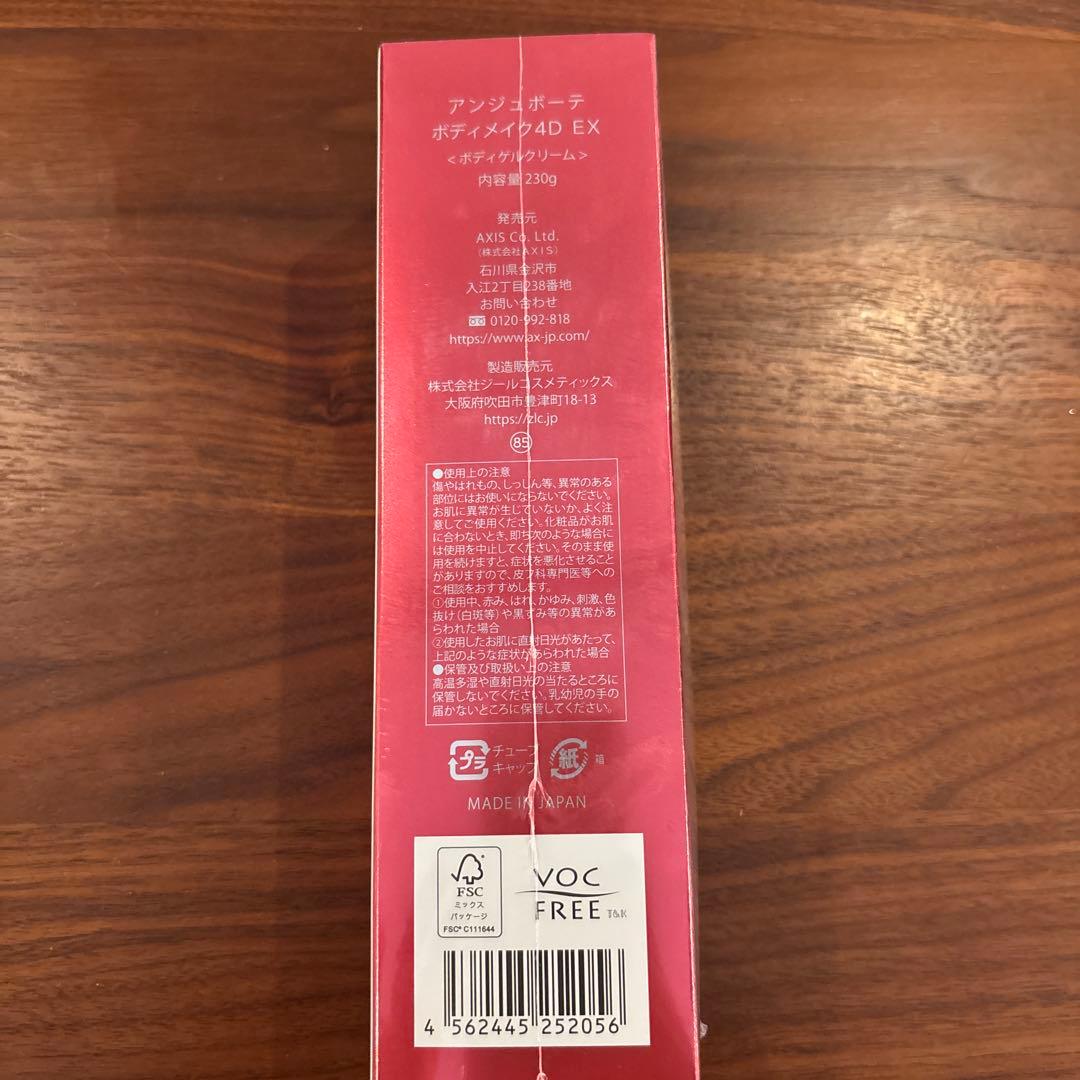 アンジュボーテ
ボディメイク4D EX
<ボディゲルクリーム>
内容量 230g
発売元
AXIS Co. Ltd.
(株式会社AXIS)
石川県金沢市
入江2丁目238番地
お問い合わせ
0120-992-818
https://www.ax-jp.com/
製造販売元
株式会社ジールコスメティックス
大阪府吹田市豊津町18-13
https://zlc.jp
85
●使用上の注意
傷やはれもの、しっしん等、異常のある
部位にはお使いにならないでください。
お肌に異常が生じていないか、よく注
意してご使用ください。化粧品がお肌
に合わないとき、即ち次のような場合に
は使用を中止してください。そのまま使
用を続けますと、症状を悪化させること
がありますので、皮フ科専門医等への
ご相談をおすすめします。
①使用中、赤み、はれ、かゆみ、刺激、色
抜け(白斑等)や黒ずみ等の異常があ
らわれた場合
②使用したお肌に直射日光があたって、
上記のような症状があらわれた場合
●保管及び取扱い上の注意
高温多湿や直射日光の当たるところに
保管しないでください。乳幼児の手の
届かないところに保管してください。
プラ チューブ 紙 箱
キャップ
MADE IN JAPAN
FSC
ミックス
パッケージ
FSC® C111644
VOC
FREE T&K
4 562445 252056